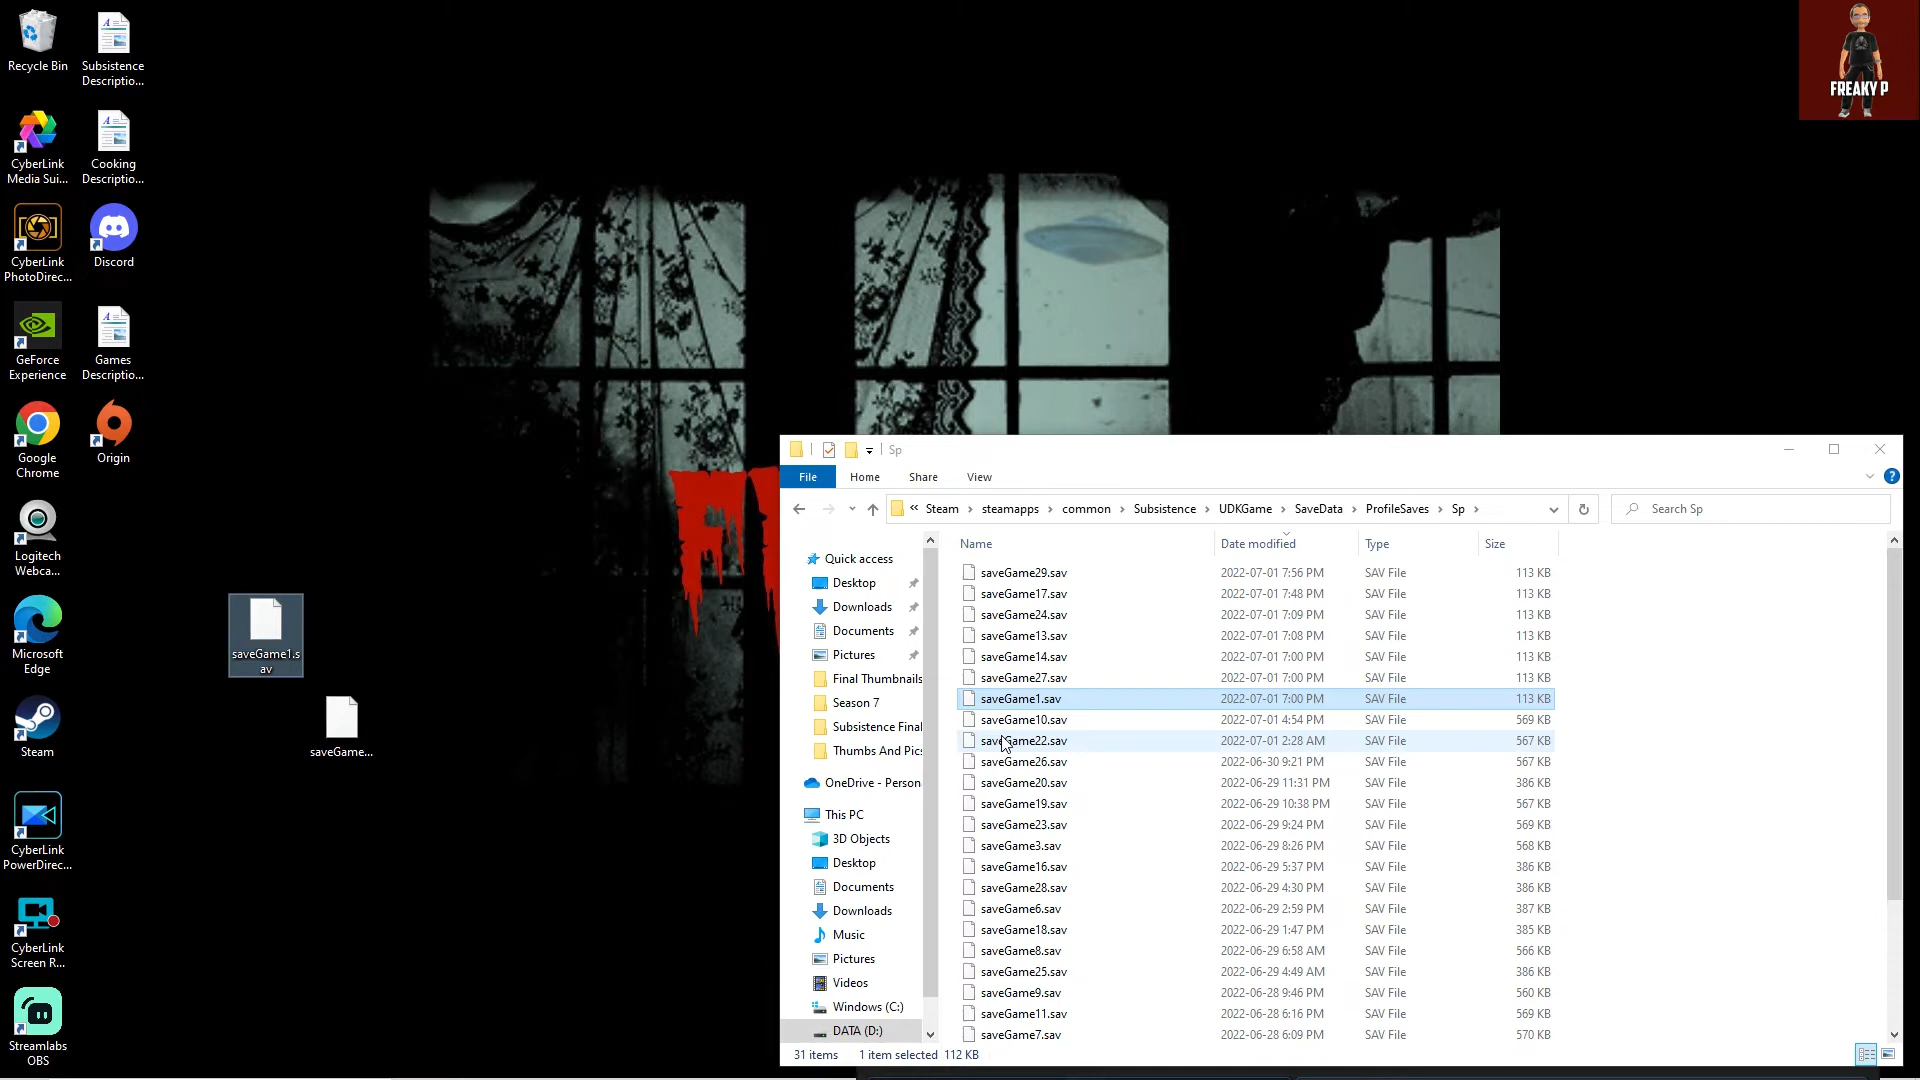 Recycle Bin
Subsistence
Descriptio...
CyberLink
Media Sui...
Cooking
Descriptio...
CyberLink
PhotoDirec...
Discord
GeForce
Experience
Games
Descriptio...
Google
Chrome
Origin
Logitech
Webca...
Microsoft
Edge
Steam
CyberLink
PowerDirec...
CyberLink
Screen R...
Streamlabs
OBS
saveGame1.s
av
saveGame...
FREAKY P
Sp
File Home Share View
« Steam › steamapps › common › Subsistence › UDKGame › SaveData › ProfileSaves › Sp ›
Search Sp
Quick access
Desktop
Downloads
Documents
Pictures
Final Thumbnails
Season 7
Subsistence Final
Thumbs And Pics
OneDrive - Person
This PC
3D Objects
Desktop
Documents
Downloads
Music
Pictures
Videos
Windows (C:)
DATA (D:)
Name Date modified Type Size
saveGame29.sav 2022-07-01 7:56 PM SAV File 113 KB
saveGame17.sav 2022-07-01 7:48 PM SAV File 113 KB
saveGame24.sav 2022-07-01 7:09 PM SAV File 113 KB
saveGame13.sav 2022-07-01 7:08 PM SAV File 113 KB
saveGame14.sav 2022-07-01 7:00 PM SAV File 113 KB
saveGame27.sav 2022-07-01 7:00 PM SAV File 113 KB
saveGame1.sav 2022-07-01 7:00 PM SAV File 113 KB
saveGame10.sav 2022-07-01 4:54 PM SAV File 569 KB
saveGame22.sav 2022-07-01 2:28 AM SAV File 567 KB
saveGame26.sav 2022-06-30 9:21 PM SAV File 567 KB
saveGame20.sav 2022-06-29 11:31 PM SAV File 386 KB
saveGame19.sav 2022-06-29 10:38 PM SAV File 567 KB
saveGame23.sav 2022-06-29 9:24 PM SAV File 569 KB
saveGame3.sav 2022-06-29 8:26 PM SAV File 568 KB
saveGame16.sav 2022-06-29 5:37 PM SAV File 386 KB
saveGame28.sav 2022-06-29 4:30 PM SAV File 386 KB
saveGame6.sav 2022-06-29 2:59 PM SAV File 387 KB
saveGame18.sav 2022-06-29 1:47 PM SAV File 385 KB
saveGame8.sav 2022-06-29 6:58 AM SAV File 566 KB
saveGame25.sav 2022-06-29 4:49 AM SAV File 386 KB
saveGame9.sav 2022-06-28 9:46 PM SAV File 560 KB
saveGame11.sav 2022-06-28 6:16 PM SAV File 569 KB
saveGame7.sav 2022-06-28 6:09 PM SAV File 570 KB
31 items 1 item selected 112 KB